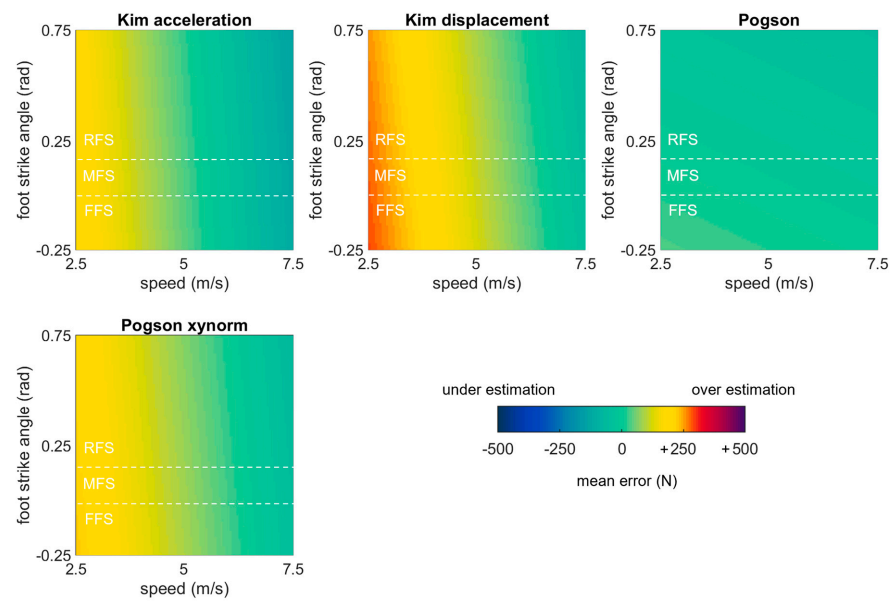 Kim acceleration
Kim displacement
Pogson
foot strike angle (rad)
0.75
0.25
-0.25
RFS
MFS
FFS
2.5
5
7.5
speed (m/s)
foot strike angle (rad)
0.75
0.25
-0.25
RFS
MFS
FFS
2.5
5
7.5
speed (m/s)
foot strike angle (rad)
0.75
0.25
-0.25
RFS
MFS
FFS
2.5
5
7.5
speed (m/s)
Pogson xynorm
foot strike angle (rad)
0.75
0.25
-0.25
RFS
MFS
FFS
2.5
5
7.5
speed (m/s)
under estimation
over estimation
-500
-250
0
+250
+500
mean error (N)